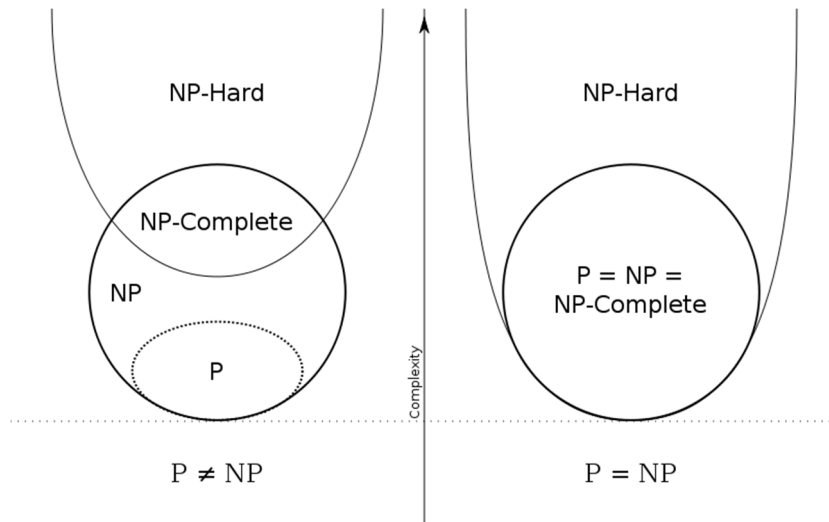 NP-Hard
NP-Complete
NP
P
P ≠ NP
Complexity
NP-Hard
P = NP =
NP-Complete
P = NP